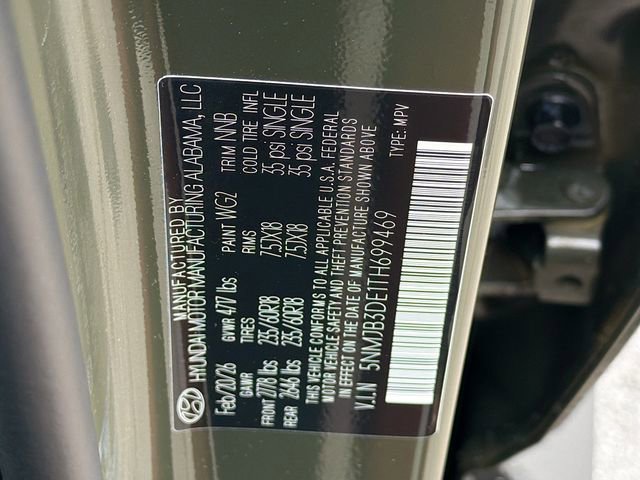 MANUFACTURED BY
HYUNDAI MOTOR MANUFACTURING ALABAMA, LLC
Feb/20/26 GVWR 4717 lbs PAINT WG2 TRIM NNB
GAWR TIRES RIMS COLD TIRE INFL
FRONT 2778 lbs 235/60R18 7.5JX18 35 psi SINGLE
REAR 2646 lbs 235/60R18 7.5JX18 35 psi SINGLE
THIS VEHICLE CONFORMS TO ALL APPLICABLE U.S.A. FEDERAL
MOTOR VEHICLE SAFETY AND THEFT PREVENTION STANDARDS
IN EFFECT ON THE DATE OF MANUFACTURE SHOWN ABOVE
V.I.N 5NMJB3DE1TH699469 TYPE: MPV